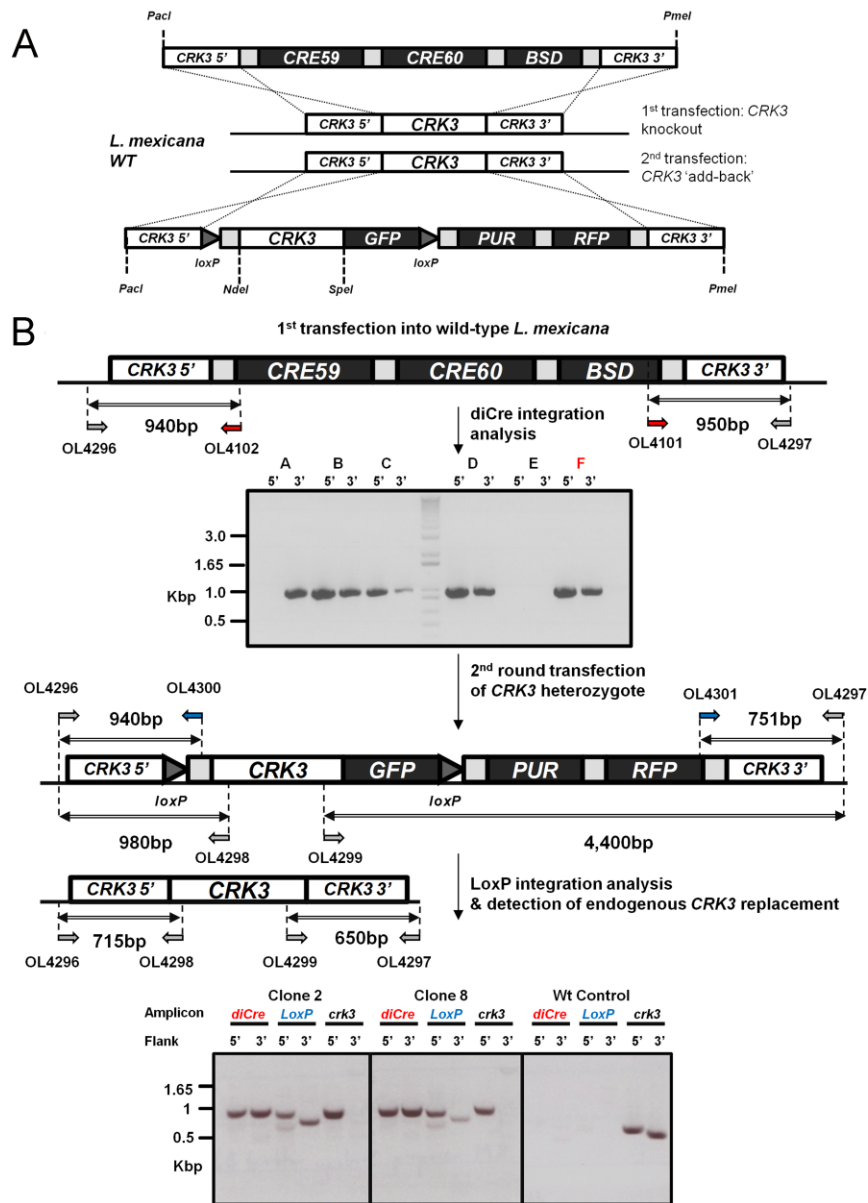 A
PacI
PmeI
CRK3 5’ CRE59 CRE60 BSD CRK3 3’
CRK3 5’ CRK3 CRK3 3’
1st transfection: CRK3
knockout
L. mexicana
WT
CRK3 5’ CRK3 CRK3 3’
2nd transfection:
CRK3 ‘add-back’
CRK3 5’ CRK3 GFP PUR RFP CRK3 3’
loxP loxP
PacI NdeI SpeI PmeI
B
1st transfection into wild-type L. mexicana
CRK3 5’ CRE59 CRE60 BSD CRK3 3’
940bp
950bp
OL4296 OL4102
OL4101 OL4297
diCre integration
analysis
A B C D E F
5’ 3’ 5’ 3’ 5’ 3’ 5’ 3’ 5’ 3’ 5’ 3’
3.0
1.65
Kbp
1.0
0.5
2nd round transfection
of CRK3 heterozygote
OL4296 OL4300 OL4301 OL4297
940bp 751bp
CRK3 5’ CRK3 GFP PUR RFP CRK3 3’
loxP loxP
980bp 4,400bp
OL4298 OL4299
CRK3 5’ CRK3 CRK3 3’
LoxP integration analysis
& detection of endogenous CRK3 replacement
715bp 650bp
OL4296 OL4298 OL4299 OL4297
Clone 2 Clone 8 Wt Control
Amplicon diCre LoxP crk3 diCre LoxP crk3 diCre LoxP crk3
Flank 5’ 3’ 5’ 3’ 5’ 3’ 5’ 3’ 5’ 3’ 5’ 3’ 5’ 3’ 5’ 3’ 5’ 3’
1.65
1
0.5
Kbp